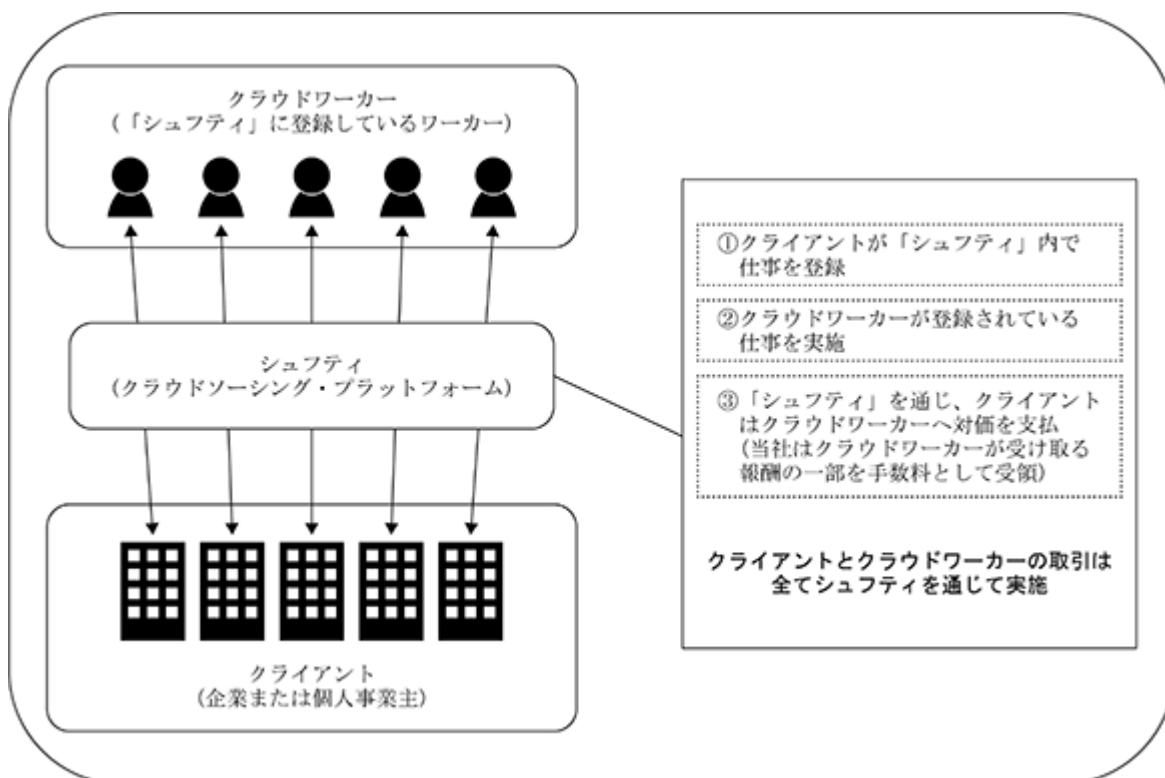 クラウドワーカー
(「シュフティ」に登録しているワーカー)
シュフティ
(クラウドソーシング・プラットフォーム)
クライアント
(企業または個人事業主)
①クライアントが「シュフティ」内で
仕事を登録
②クラウドワーカーが登録されている
仕事を実施
③「シュフティ」を通じ、クライアント
はクラウドワーカーへ対価を支払
(当社はクラウドワーカーが受け取る
報酬の一部を手数料として受領)
クライアントとクラウドワーカーの取引は
全てシュフティを通じて実施